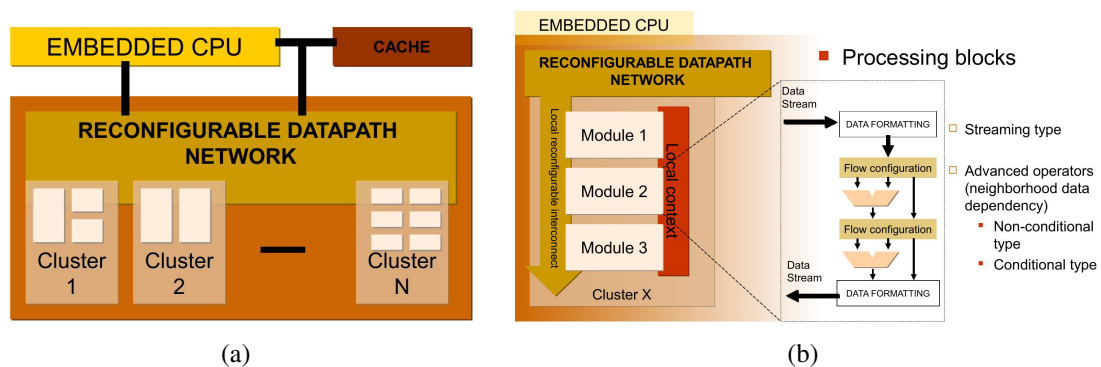 EMBEDDED CPU
CACHE
RECONFIGURABLE DATAPATH
NETWORK
Cluster
1
Cluster
2
Cluster
N
(a)
EMBEDDED CPU
RECONFIGURABLE DATAPATH
NETWORK
Local reconfigurable interconnect
Module 1
Module 2
Module 3
Local context
Cluster X
Processing blocks
Data
Stream
DATA FORMATTING
Flow configuration
Flow configuration
Data
Stream
DATA FORMATTING
Streaming type
Advanced operators
(neighborhood data
dependency)
Non-conditional
type
Conditional type
(b)